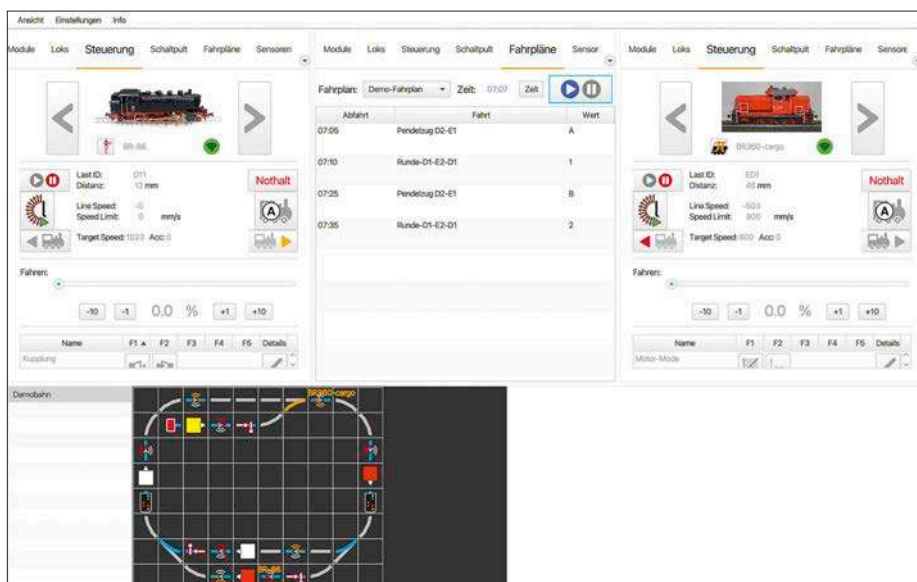 Ansicht Einstellungen Info
Module Loks Steuerung Schaltpult Fahrpläne Sensoren
BR-86
Last ID: D11
Distanz: 12 mm
Nothalt
Line Speed: -0
Speed Limit: 0 mm/s
A
Target Speed: 1023 Acc: 0
Fahren:
-10 -1 0.0 % +1 +10
Name F1 F2 F3 F4 F5 Details
Kupplung
Module Loks Steuerung Schaltpult Fahrpläne Sensor
Fahrplan: Demo-Fahrplan Zeit: 07:07 Zeit
Abfahrt Fahrt Wert
07:05 Pendelzug D2-E1 A
07:10 Runde-D1-E2-D1 1
07:25 Pendelzug D2-E1 B
07:35 Runde-D1-E2-D1 2
Module Loks Steuerung Schaltpult Fahrpläne Sensore
BR360-cargo
Last ID: ED1
Distanz: 48 mm
Nothalt
Line Speed: -503
Speed Limit: 800 mm/s
A
Target Speed: 800 Acc: 0
Fahren:
-10 -1 0.0 % +1 +10
Name F1 F2 F3 F4 F5 Details
Motor-Mode
Demobahn
BR360-cargo
BR-86